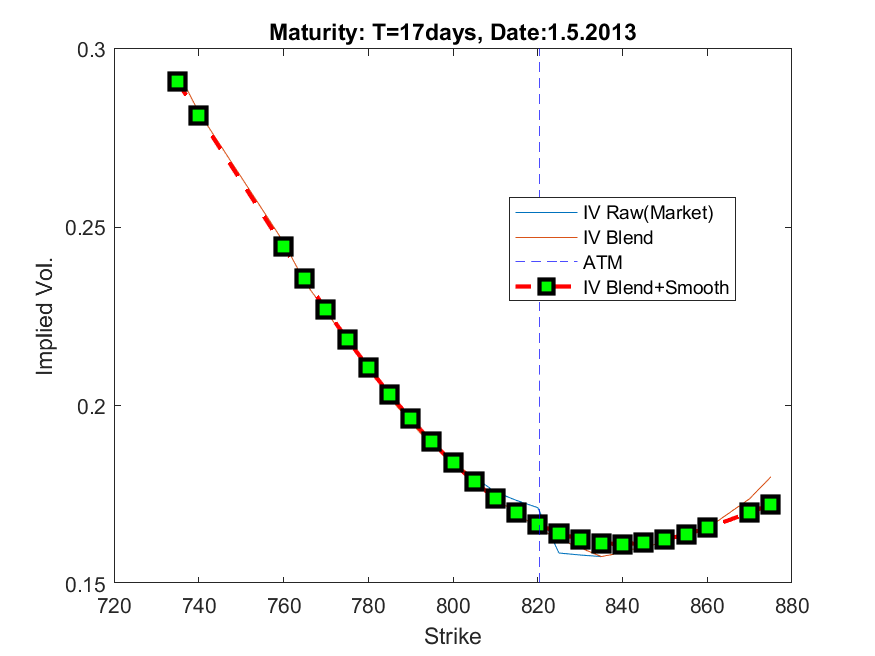 Maturity: T=17days, Date:1.5.2013
0.3
0.25
0.2
0.15
Implied Vol.
IV Raw(Market)
IV Blend
ATM
IV Blend+Smooth
720 740 760 780 800 820 840 860 880
Strike